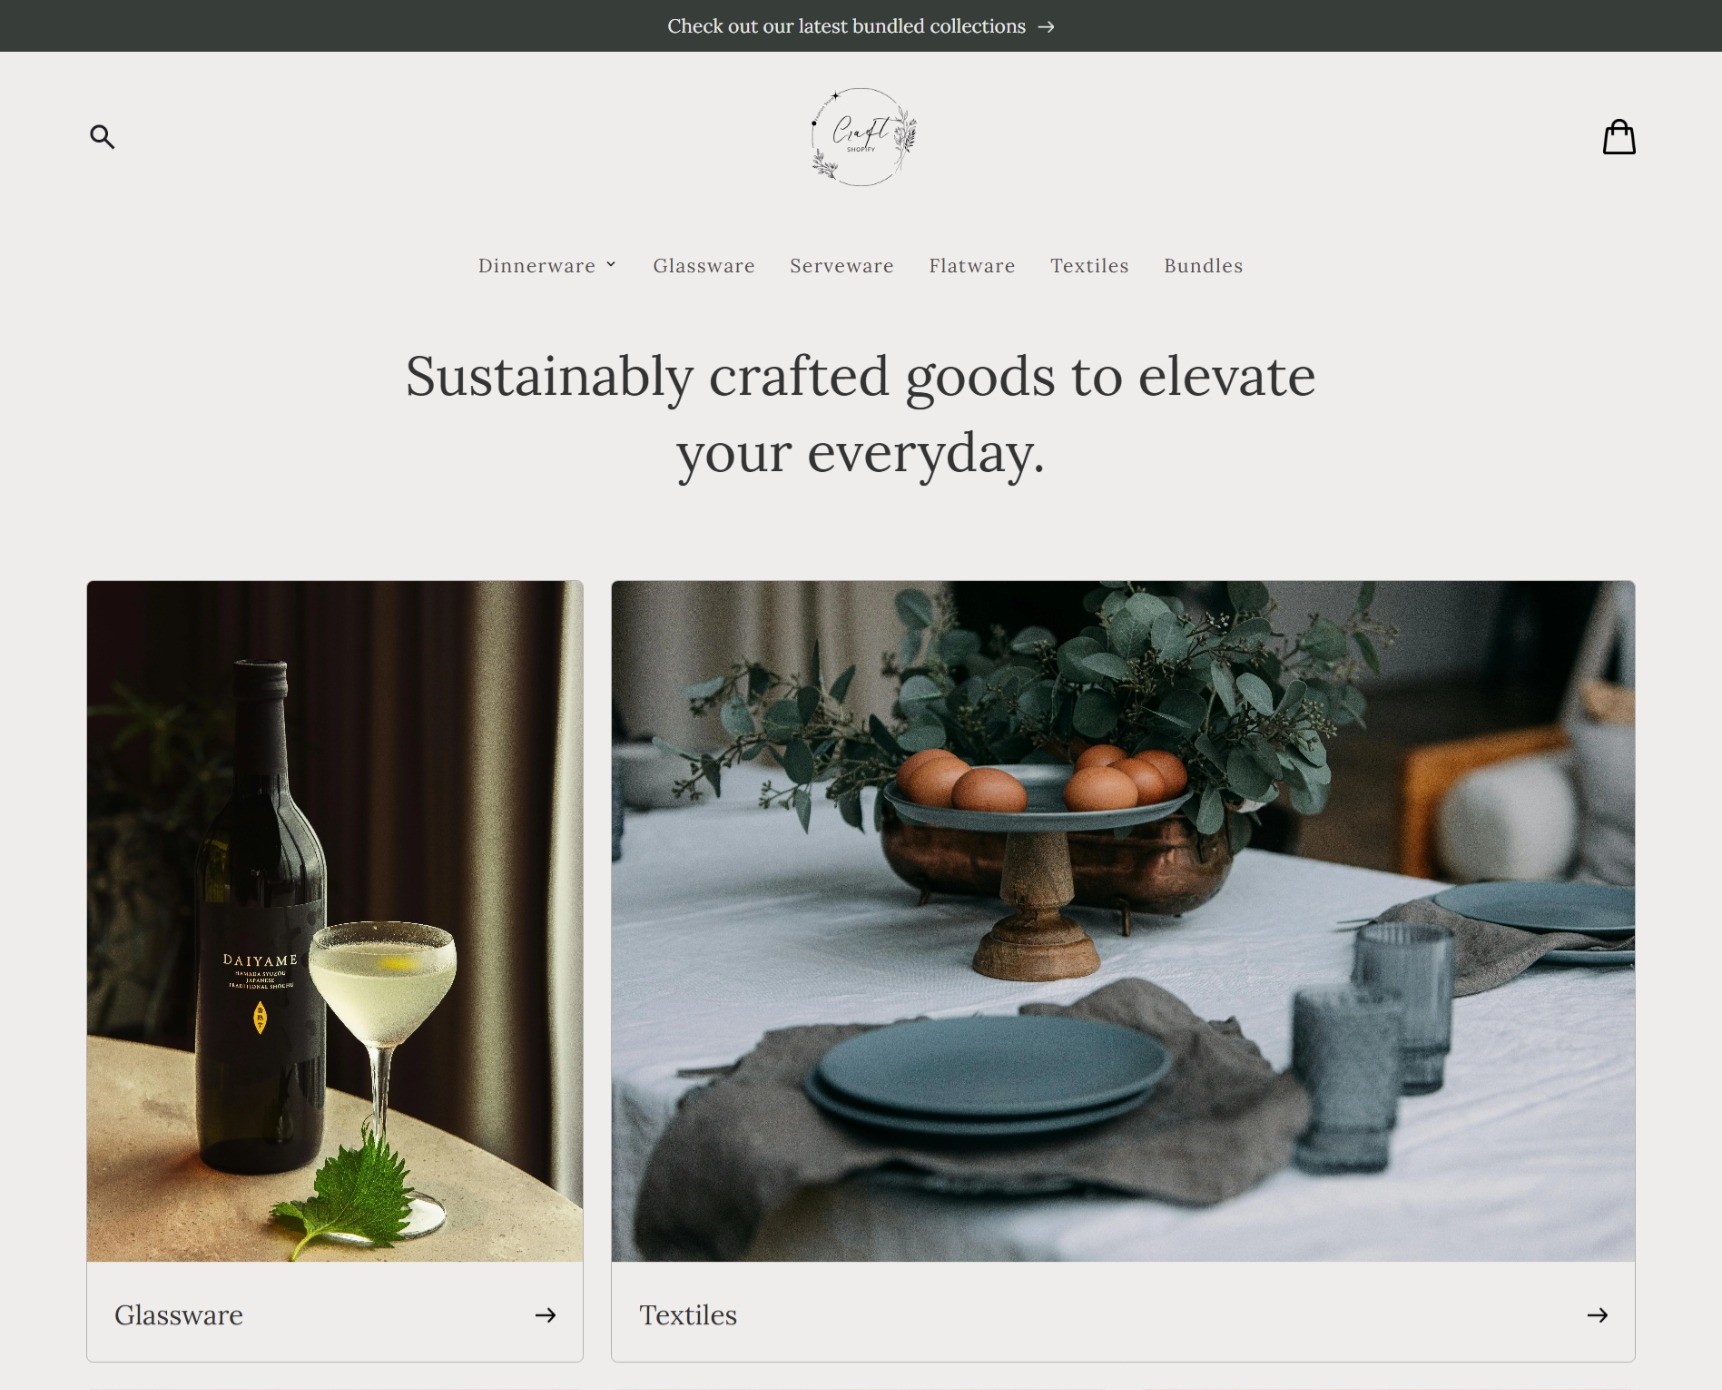 Check out our latest bundled collections →
Craft
SHOPIFY
Dinnerware
Glassware
Serveware
Flatware
Textiles
Bundles
Sustainably crafted goods to elevate
your everyday.
DAIYAME
HAMADA SYUZOU
JAPANESE
TRADITIONAL SHOCHU
Glassware →
Textiles →